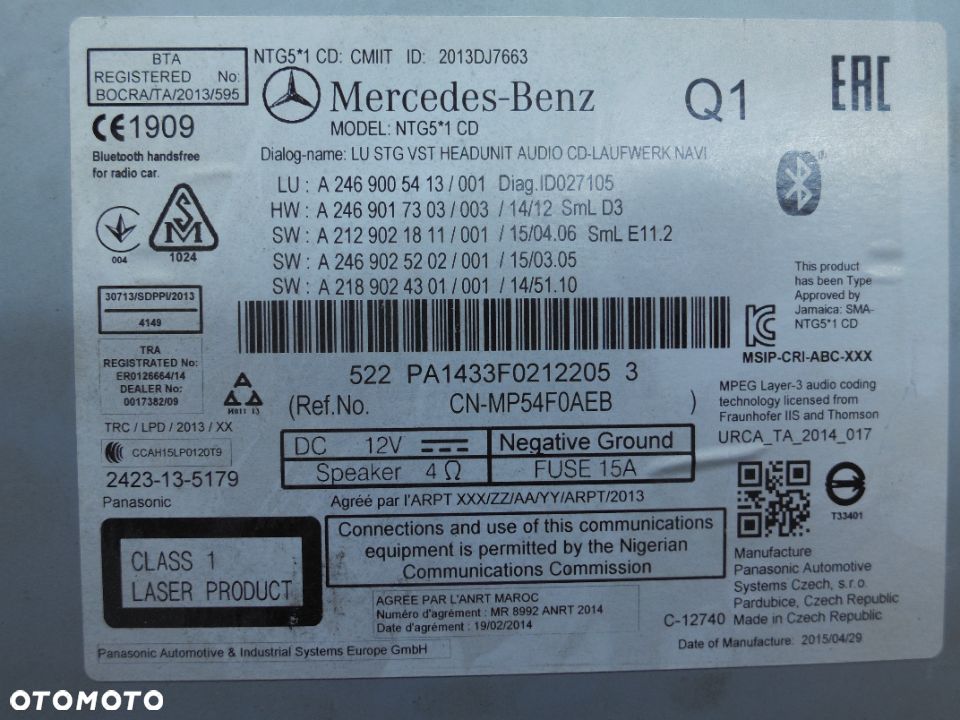 BTA
REGISTERED No:
BOCRA/TA/2013/595
NTG5*1 CD: CMIIT ID: 2013DJ7663
Mercedes-Benz
Q1
EAC
MODEL: NTG5*1 CD
CE1909
Bluetooth handsfree
for radio car.
Dialog-name: LU STG VST HEADUNIT AUDIO CD-LAUFWERK NAVI
LU : A 246 900 54 13 / 001 Diag.ID027105
HW : A 246 901 73 03 / 003 / 14/12 SmL D3
SW : A 212 902 18 11 / 001 / 15/04.06 SmL E11.2
SW : A 246 902 52 02 / 001 / 15/03.05
SW : A 218 902 43 01 / 001 / 14/51.10
004
SM
1024
This product
has been Type
Approved by
Jamaica: SMA-
NTG5*1 CD
30713/SDPPI/2013
4149
MSIP-CRI-ABC-XXX
TRA
REGISTRATED No:
ER0126664/14
DEALER No:
0017382/09
M011 13
522 PA1433F0212205 3
(Ref.No. CN-MP54F0AEB )
MPEG Layer-3 audio coding
technology licensed from
Fraunhofer IIS and Thomson
URCA_TA_2014_017
TRC / LPD / 2013 / XX
CCAH15LP0120T9
2423-13-5179
Panasonic
DC 12V
Negative Ground
Speaker 4 Ω
FUSE 15A
Agréé par l'ARPT XXX/ZZ/AA/YY/ARPT/2013
T33401
CLASS 1
LASER PRODUCT
Connections and use of this communications
equipment is permitted by the Nigerian
Communications Commission
AGREE PAR L'ANRT MAROC
Numéro d'agrément : MR 8992 ANRT 2014
Date d'agrément : 19/02/2014
Manufacture
Panasonic Automotive
Systems Czech, s.r.o.
Pardubice, Czech Republic
C-12740 Made in Czech Republic
Date of Manufacture: 2015/04/29
Panasonic Automotive & Industrial Systems Europe GmbH
OTOMOTO